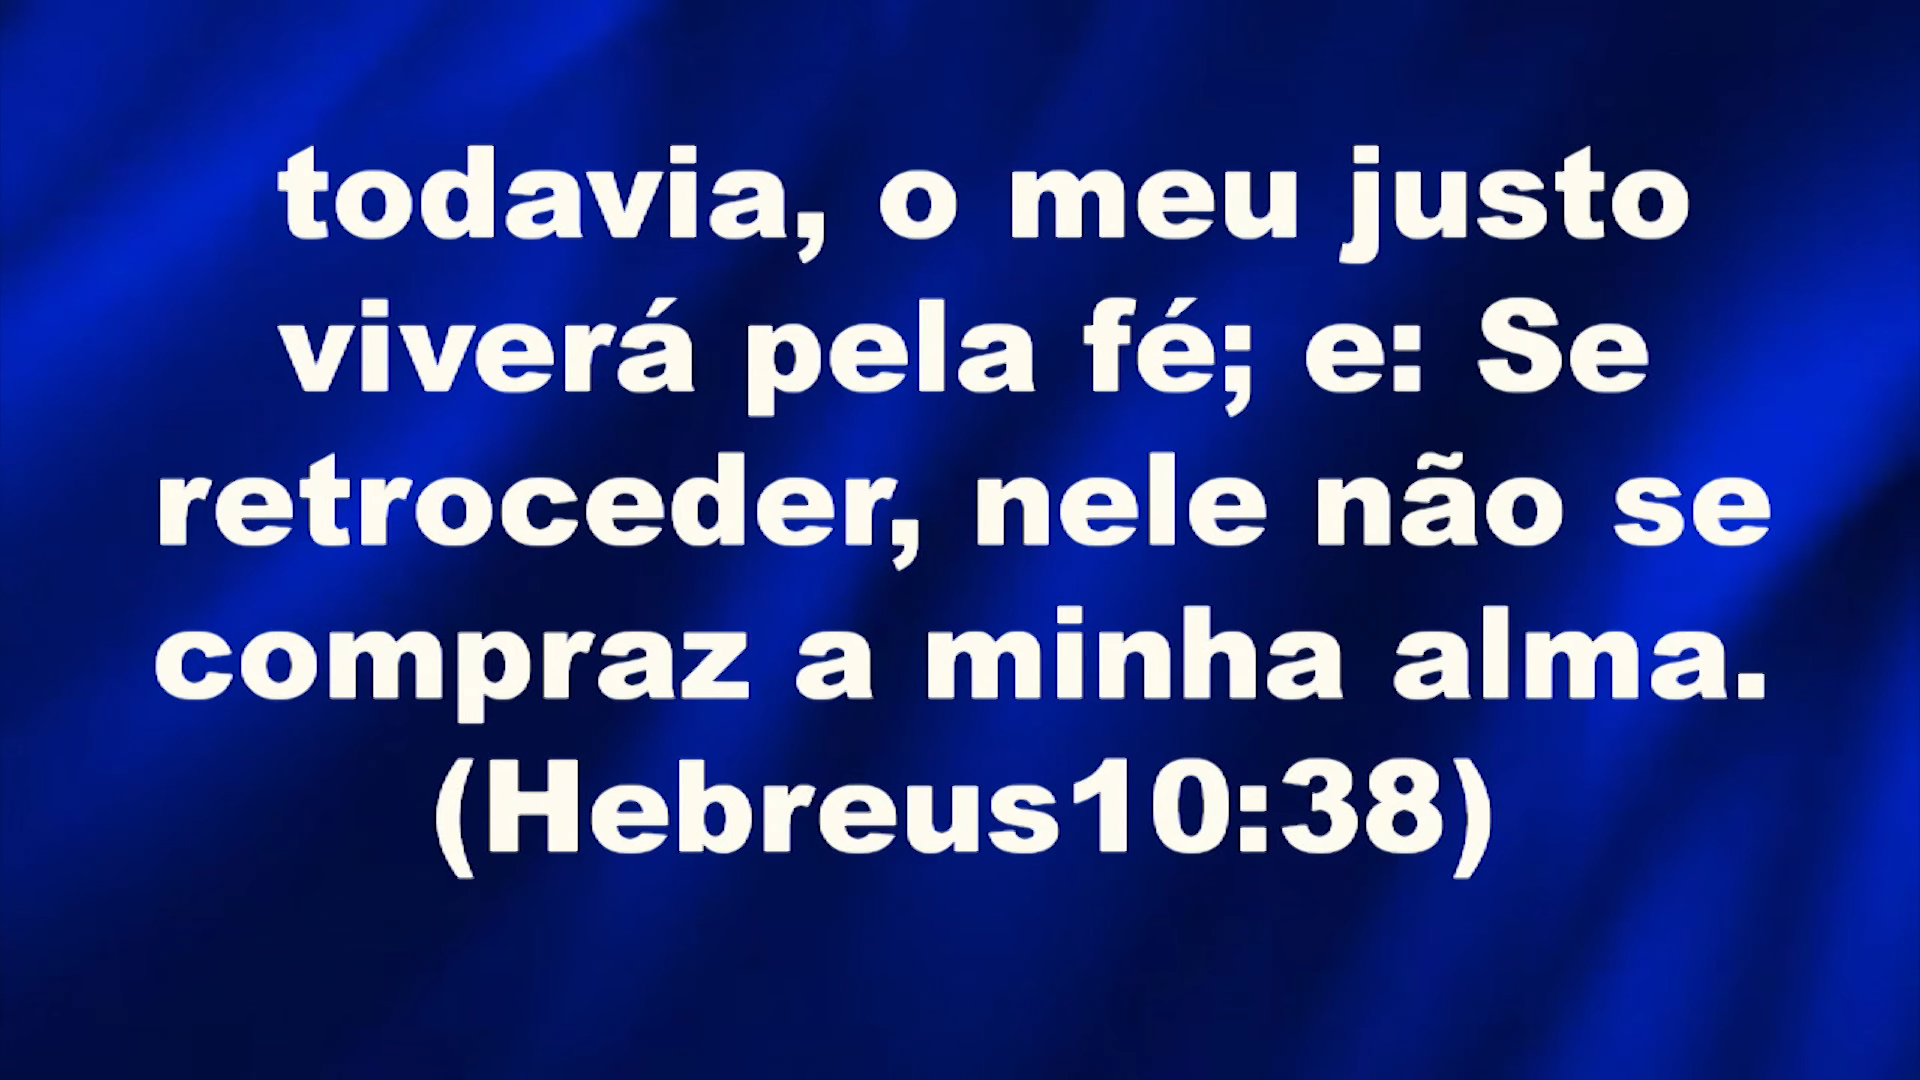 todavia, o meu justo
viverá pela fé; e: Se
retroceder, nele não se
compraz a minha alma.
(Hebreus10:38)